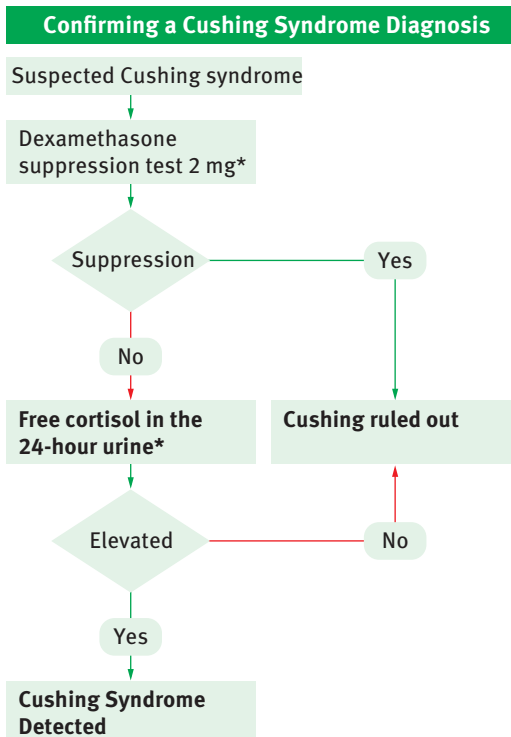 Confirming a Cushing Syndrome Diagnosis
Suspected Cushing syndrome
Dexamethasone
suppression test 2 mg*
Suppression
Yes
No
Free cortisol in the
24-hour urine*
Cushing ruled out
Elevated
No
Yes
Cushing Syndrome
Detected